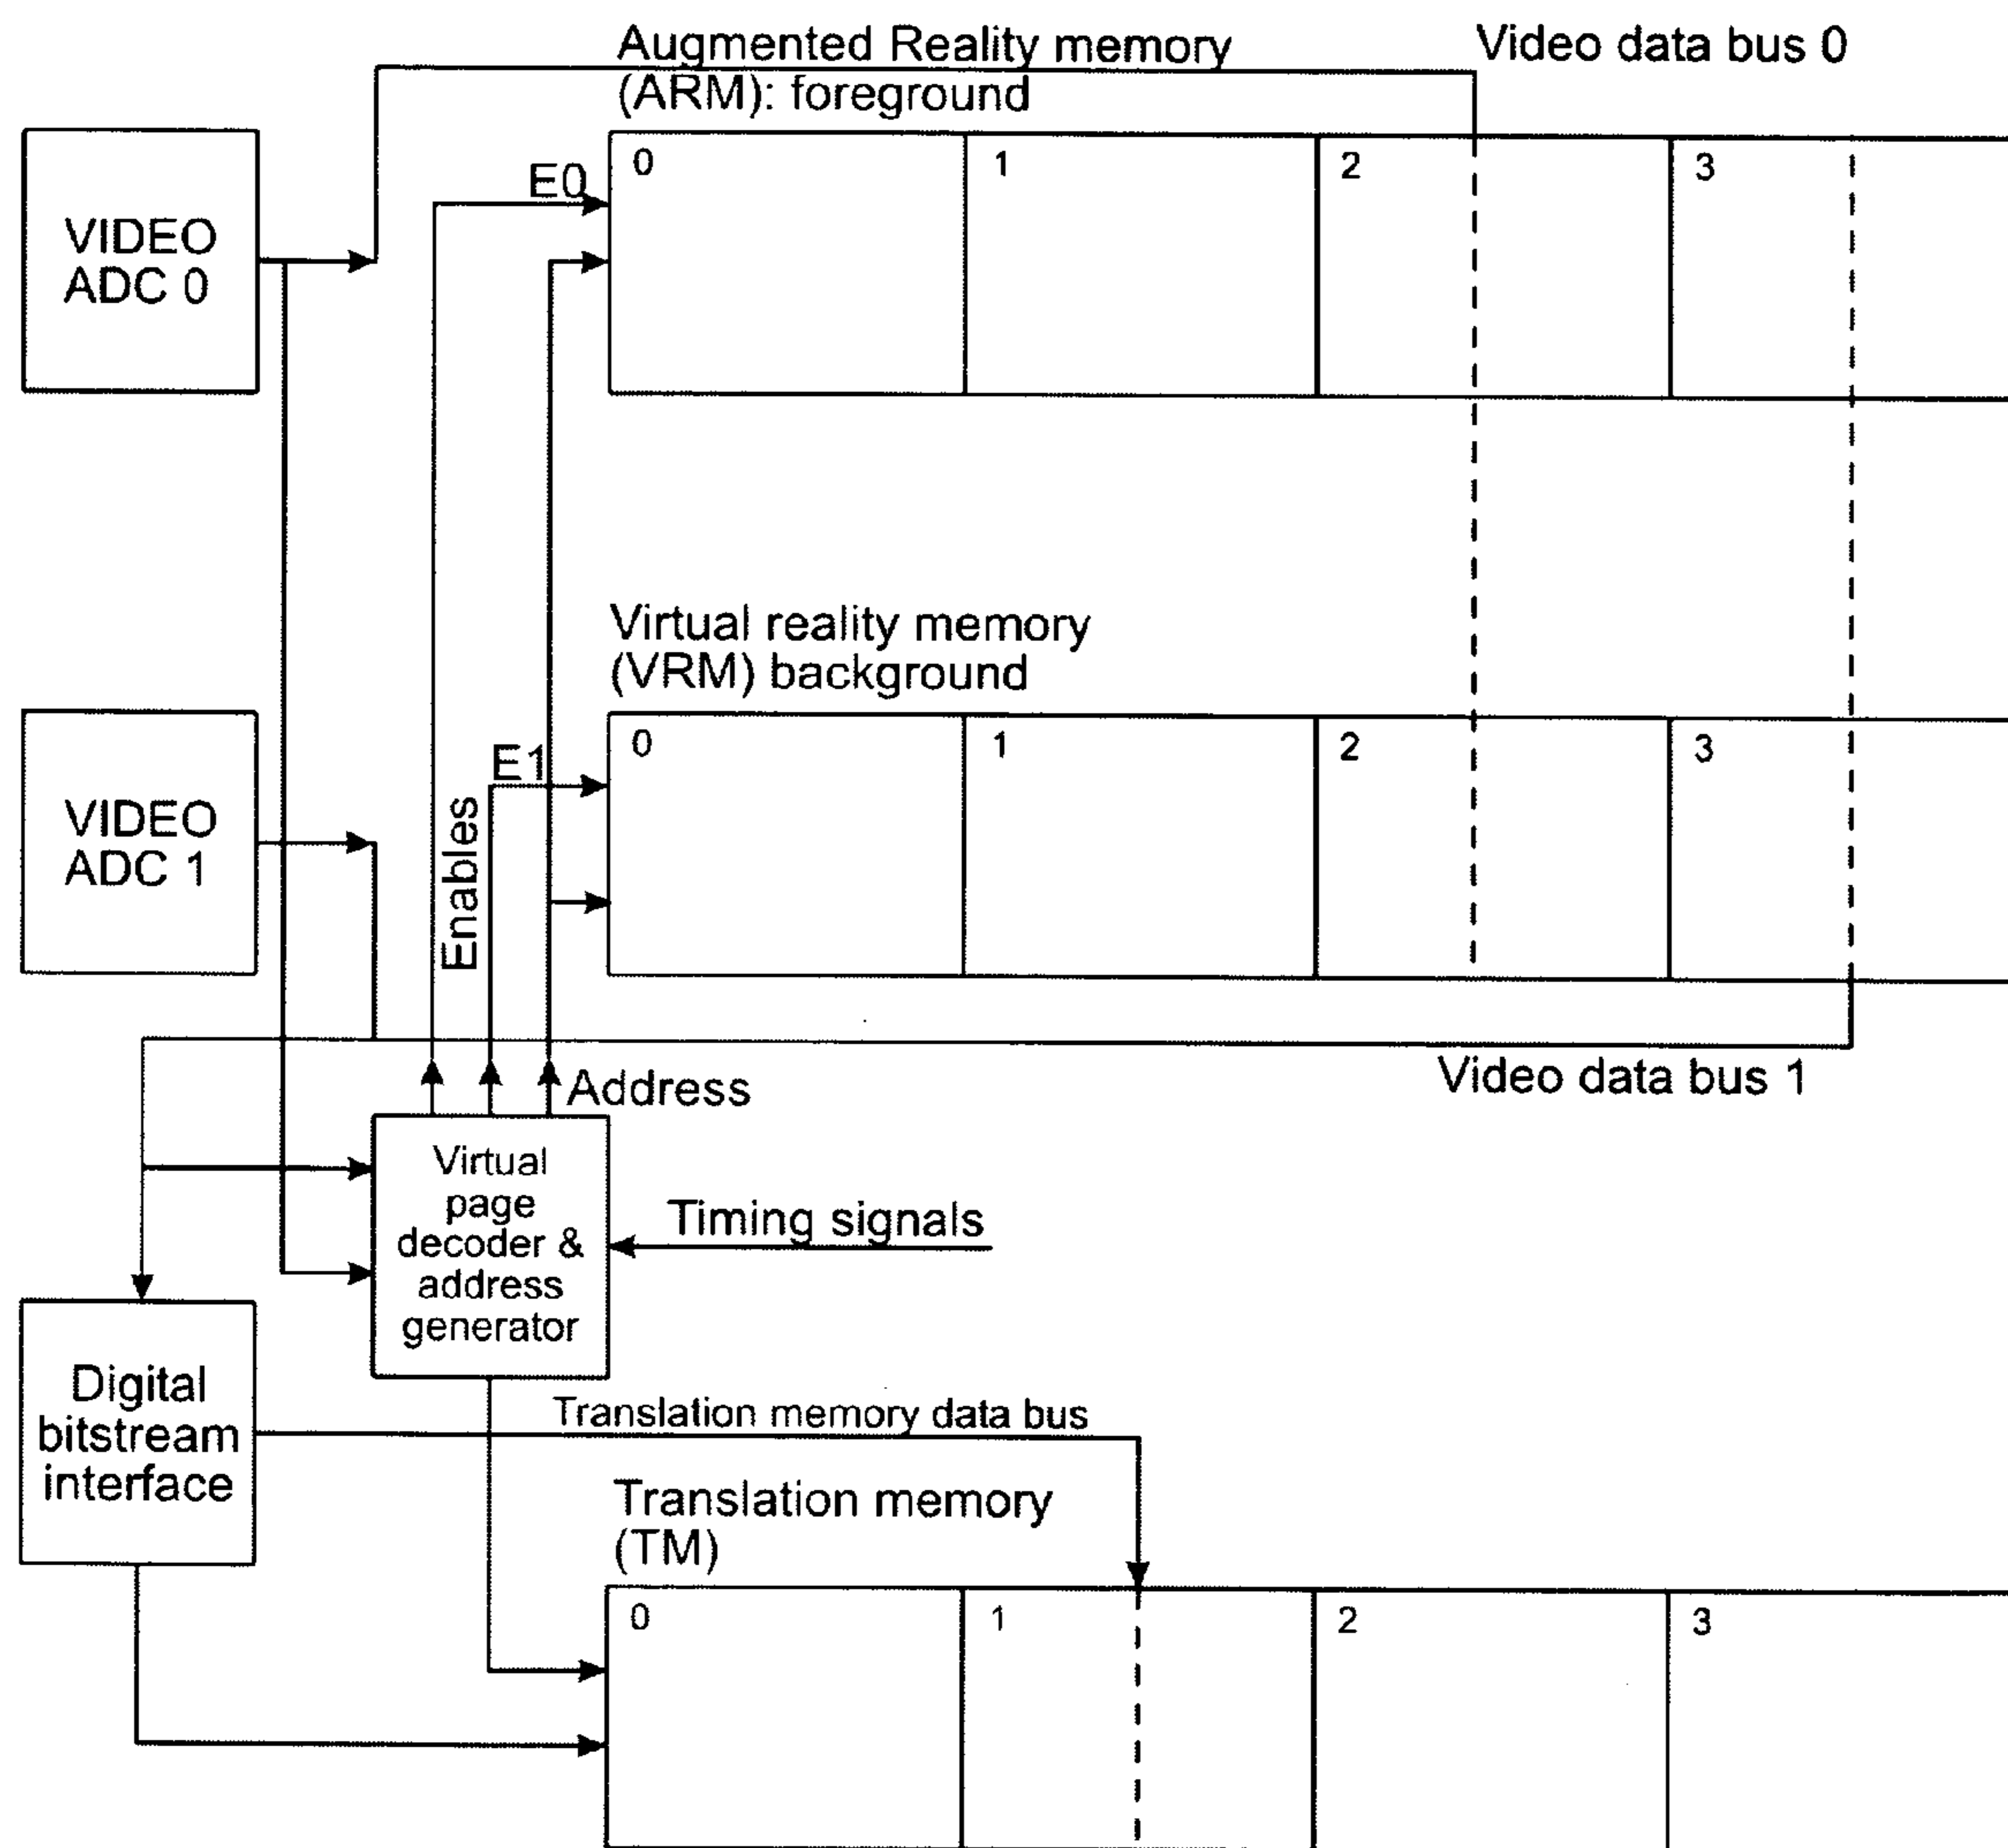 Augmented Reality memory
(ARM): foreground
Video data bus 0
VIDEO
ADC 0
E0
0
1
2
3
Virtual reality memory
(VRM) background
VIDEO
ADC 1
E1
Enables
0
1
2
3
Address
Video data bus 1
Virtual
page
decoder &
address
generator
Timing signals
Digital
bitstream
interface
Translation memory data bus
Translation memory
(TM)
0
1
2
3